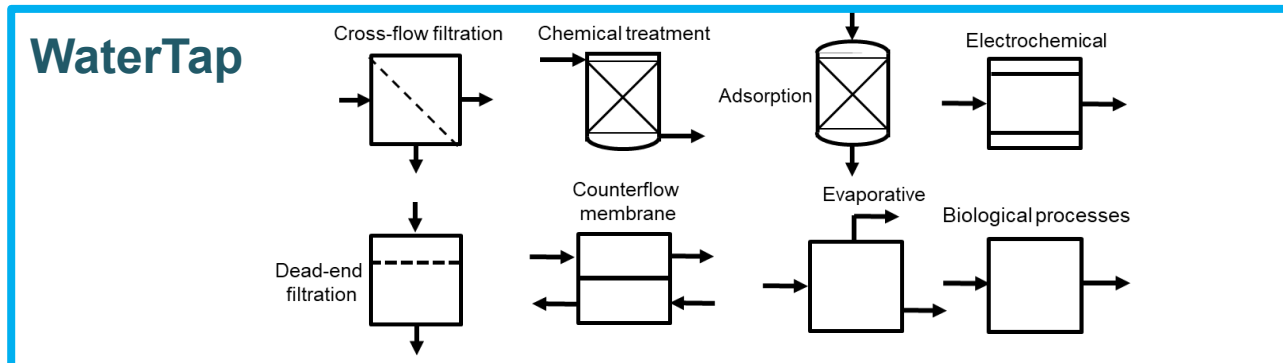 WaterTap
Cross-flow filtration
Chemical treatment
Adsorption
Electrochemical
Dead-end
filtration
Counterflow
membrane
Evaporative
Biological processes